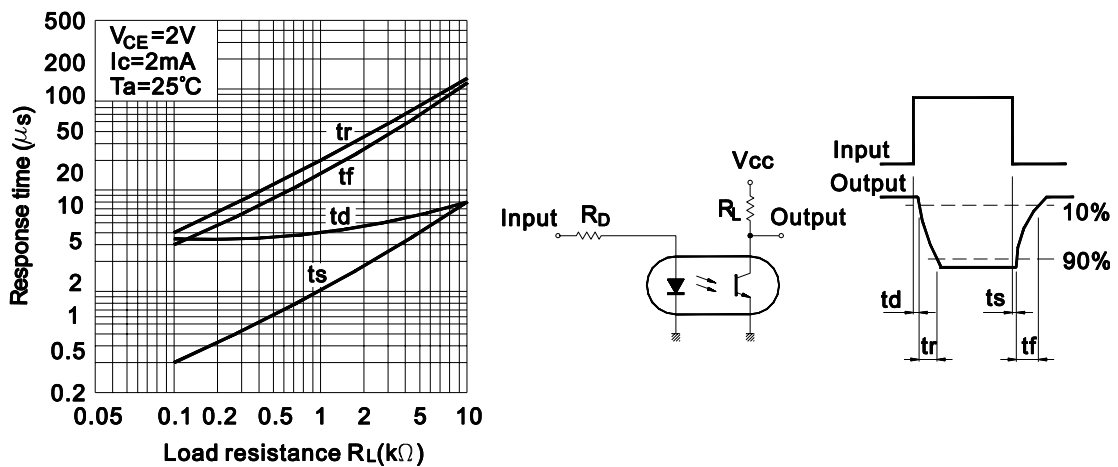 500
200
100
50
20
10
5
2
1
0.5
0.2
Response time (μs)
VCE=2V
Ic=2mA
Ta=25℃
tr
tf
td
ts
0.05 0.1 0.2 0.5 1 2 5 10
Load resistance RL(kΩ)
Vcc
RL
Input RD Output
Input
Output
10%
90%
td ts
tr tf